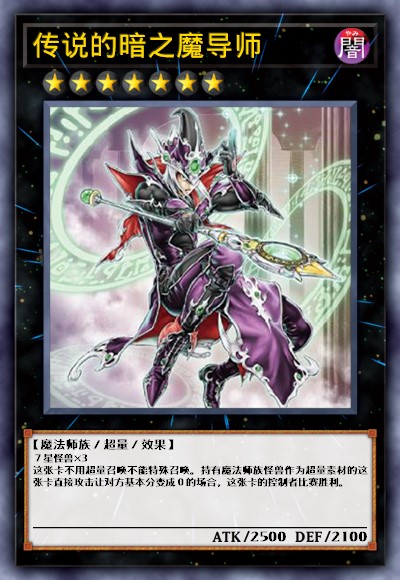 传说的暗之魔导师
やみ
闇
【魔法师族／超量／效果】
７星怪兽×3
这张卡不用超量召唤不能特殊召唤。持有魔法师族怪兽作为超量素材的这
张卡直接攻击让对方基本分变成０的场合，这张卡的控制者比赛胜利。
ATK/2500 DEF/2100